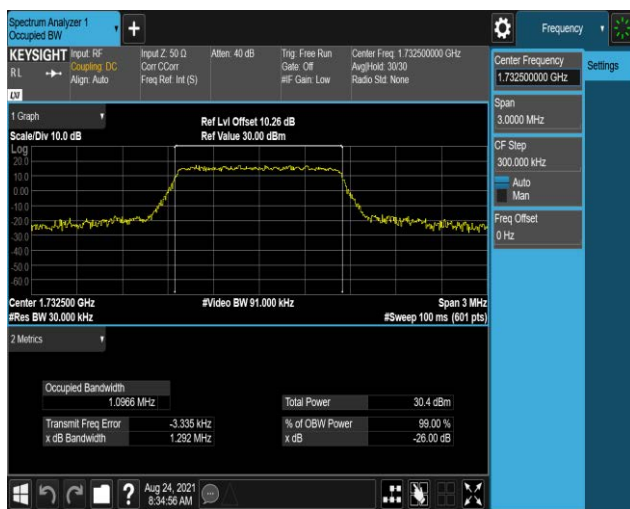 Spectrum Analyzer 1
Occupied BW
Frequency
KEYSIGHT
RL
LXI
Input: RF
Coupling: DC
Align: Auto
Input Z: 50 Ω
Corr CCorr
Freq Ref: Int (S)
Atten: 40 dB
Trig: Free Run
Gate: Off
#IF Gain: Low
Center Freq: 1.732500000 GHz
Avg|Hold: 30/30
Radio Std: None
Center Frequency
1.732500000 GHz
Settings
Span
3.0000 MHz
CF Step
300.000 kHz
Auto
Man
Freq Offset
0 Hz
1 Graph
Scale/Div 10.0 dB
Ref Lvl Offset 10.26 dB
Ref Value 30.00 dBm
Log
20.0
10.0
0.00
-10.0
-20.0
-30.0
-40.0
-50.0
-60.0
Center 1.732500 GHz
#Video BW 91.000 kHz
Span 3 MHz
#Res BW 30.000 kHz
#Sweep 100 ms (601 pts)
2 Metrics
Occupied Bandwidth
1.0966 MHz
Total Power 30.4 dBm
Transmit Freq Error -3.335 kHz
% of OBW Power 99.00 %
x dB Bandwidth 1.292 MHz
x dB -26.00 dB
?
Aug 24, 2021
8:34:56 AM